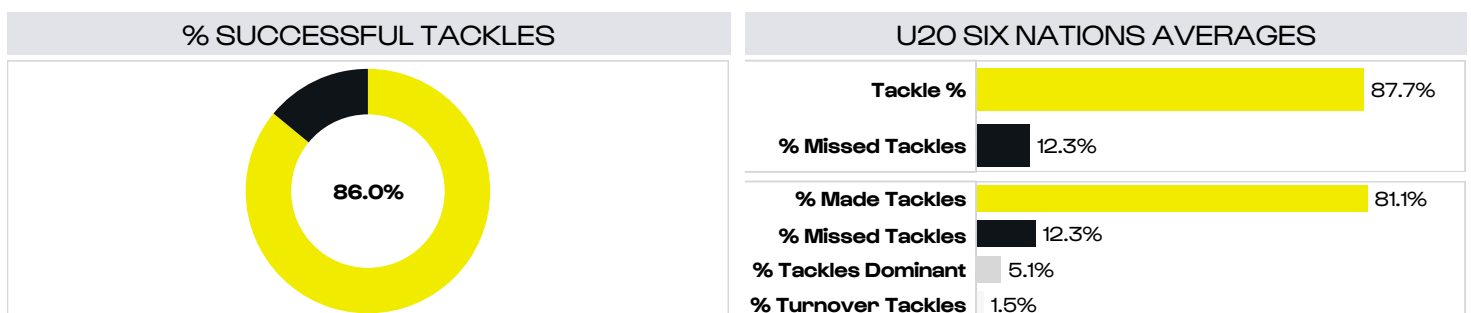 % SUCCESSFUL TACKLES
86.0%
U20 SIX NATIONS AVERAGES
Tackle % 87.7%
% Missed Tackles 12.3%
% Made Tackles 81.1%
% Missed Tackles 12.3%
% Tackles Dominant 5.1%
% Turnover Tackles 1.5%